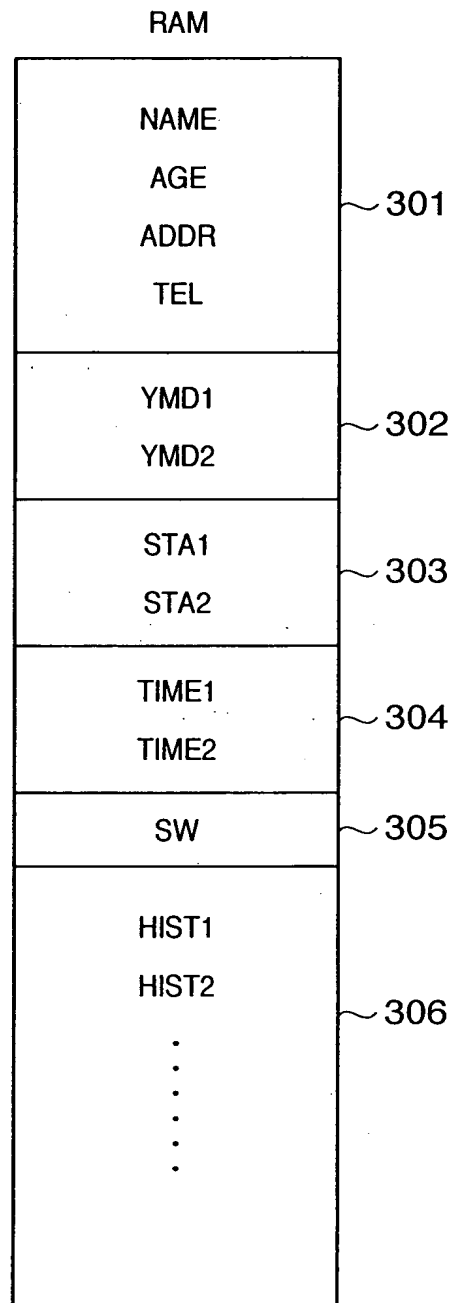 RAM
NAME
AGE
ADDR
TEL
301
YMD1
YMD2
302
STA1
STA2
303
TIME1
TIME2
304
SW
305
HIST1
HIST2
306